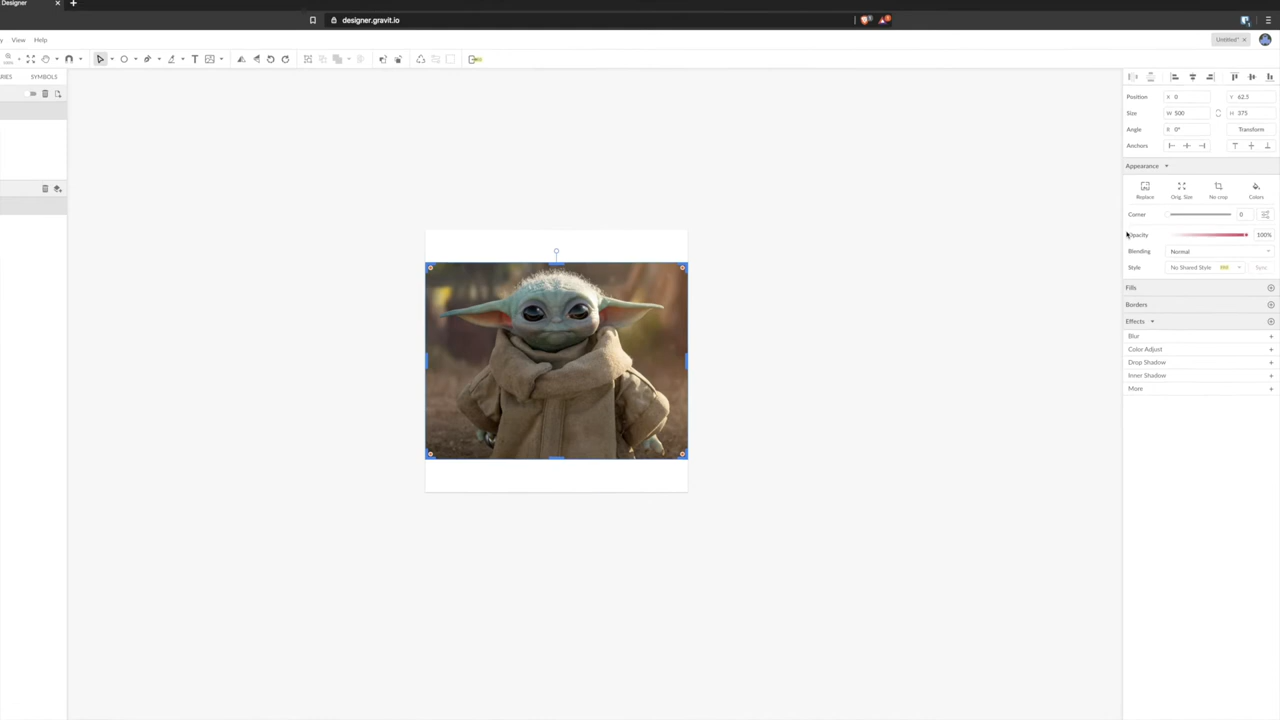 Designer
designer.gravit.io
View Help
Untitled*
SYMBOLS
Position X 0 Y 62.5
Size W 500 H 375
Angle R 0° Transform
Anchors
Appearance
Replace Orig. Size No crop Colors
Corner 0
Opacity 100%
Blending Normal
Style No Shared Style PRO Sync
Fills
Borders
Effects
Blur
Color Adjust
Drop Shadow
Inner Shadow
More